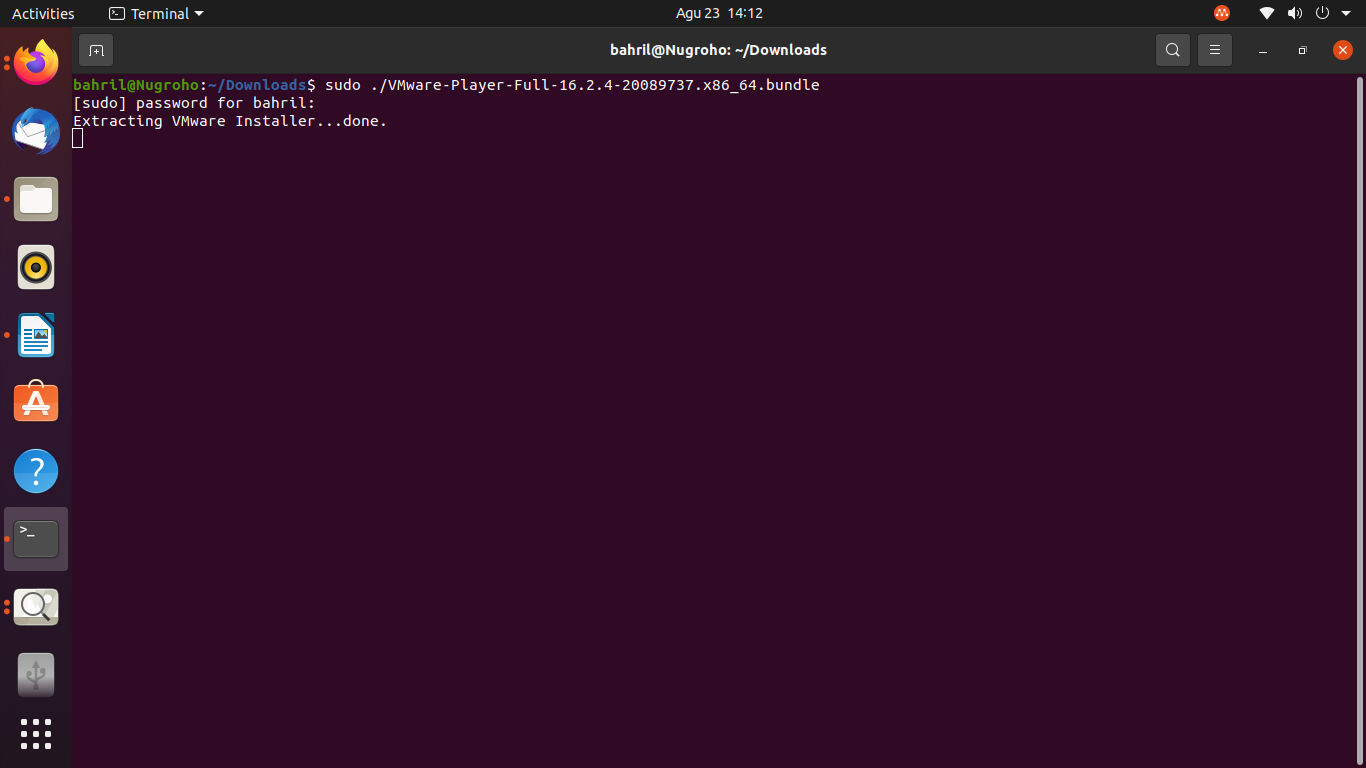 Activities
Terminal
Agu 23 14:12
bahril@Nugroho: ~/Downloads
bahril@Nugroho:~/Downloads$ sudo ./VMware-Player-Full-16.2.4-20089737.x86_64.bundle
[sudo] password for bahril:
Extracting VMware Installer...done.